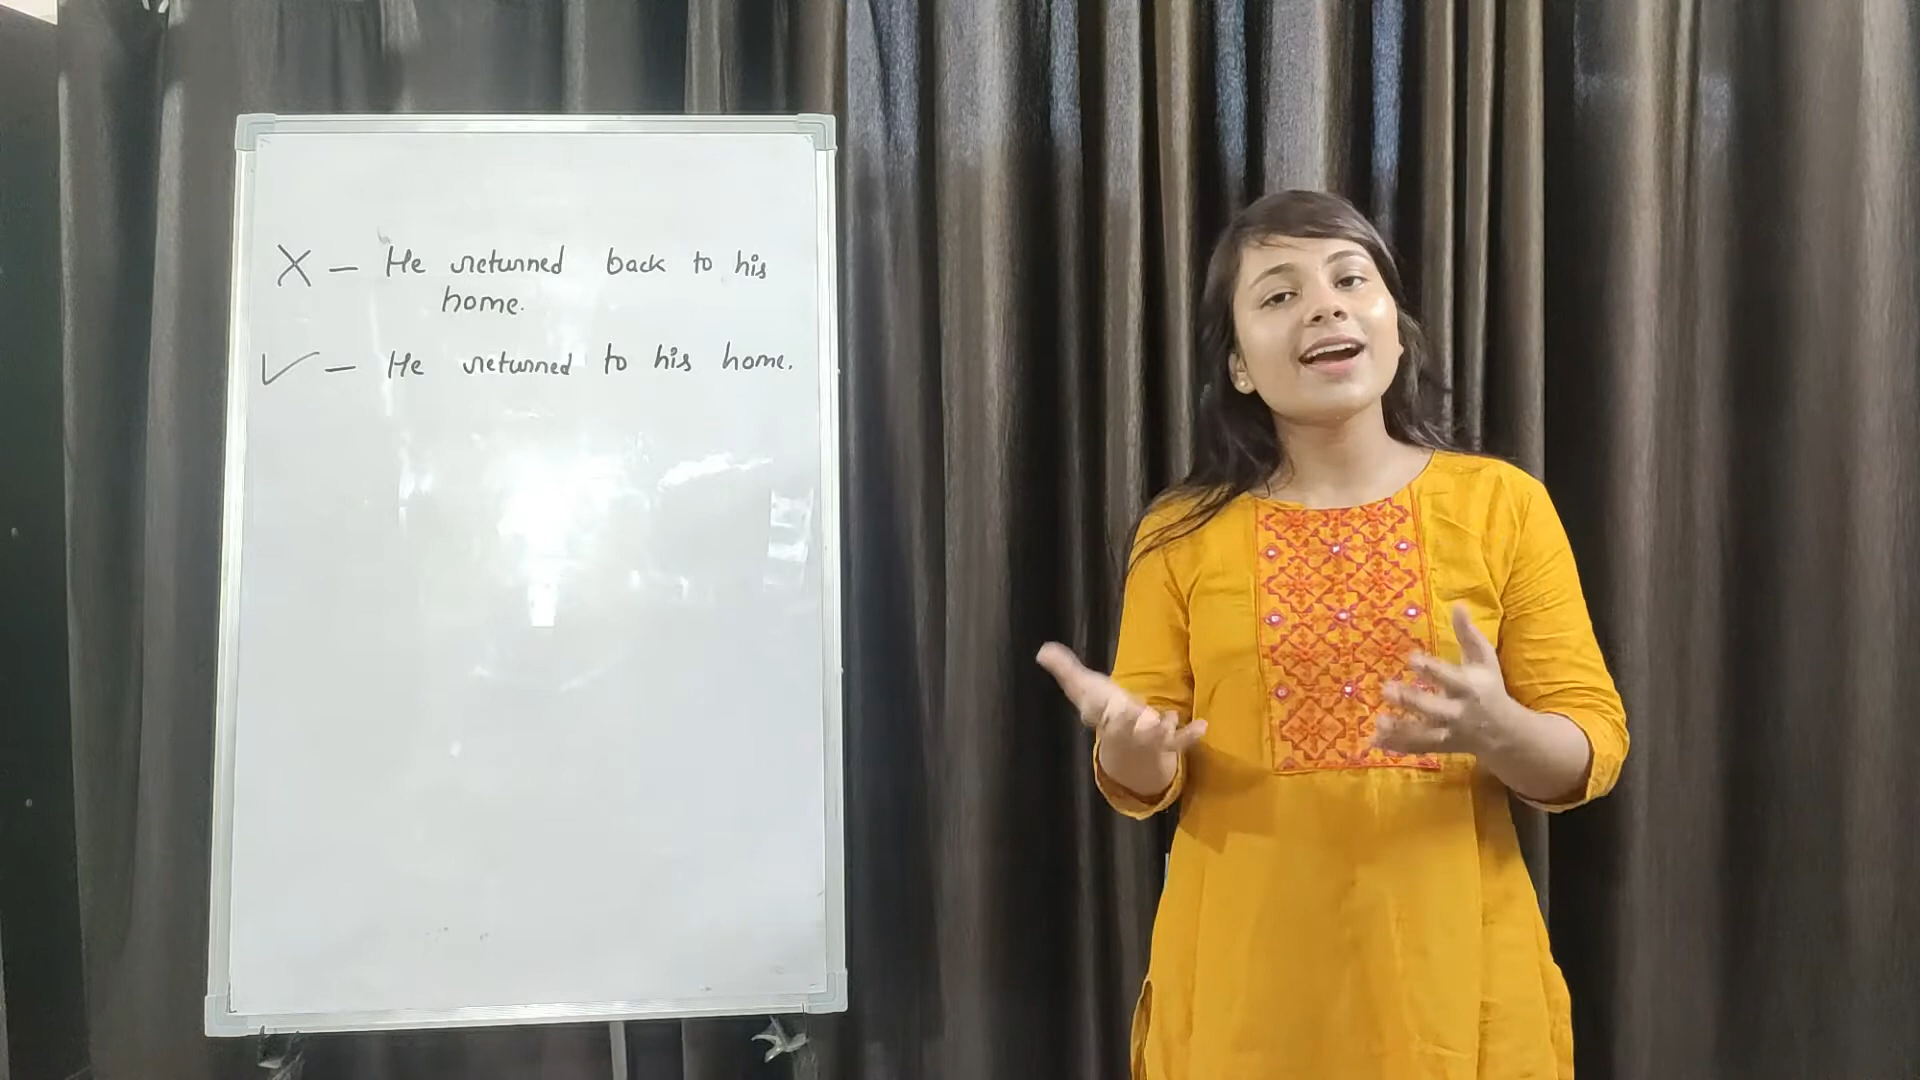 X – He returned back to his
home.
✓ – He returned to his home.